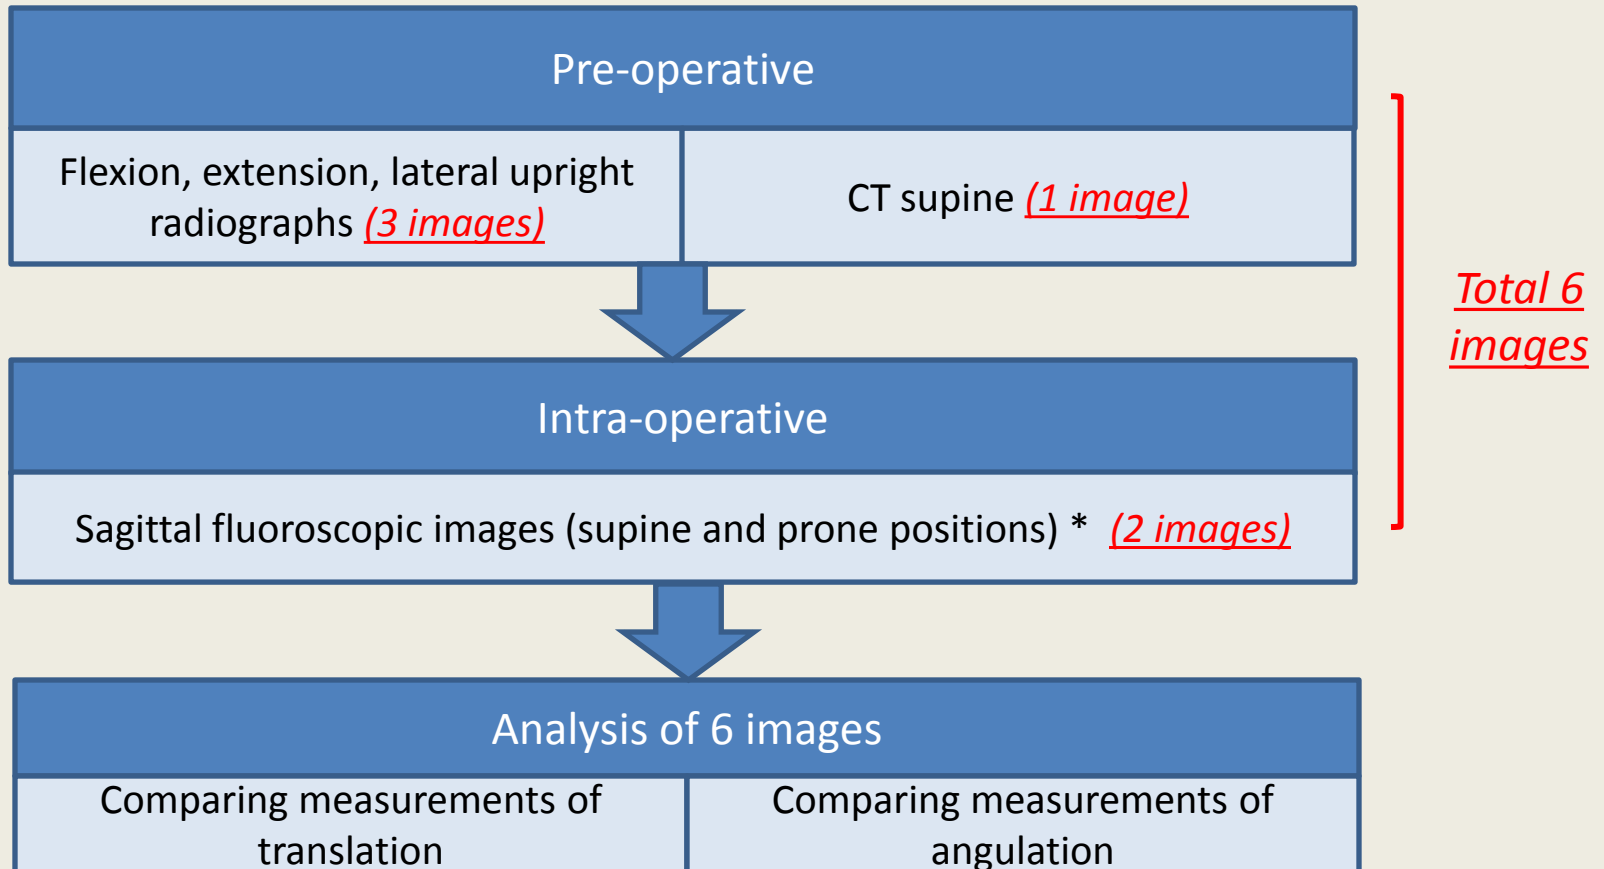 Pre-operative
Flexion, extension, lateral upright
radiographs (3 images)
CT supine (1 image)
Total 6
images
Intra-operative
Sagittal fluoroscopic images (supine and prone positions) * (2 images)
Analysis of 6 images
Comparing measurements of
translation
Comparing measurements of
angulation